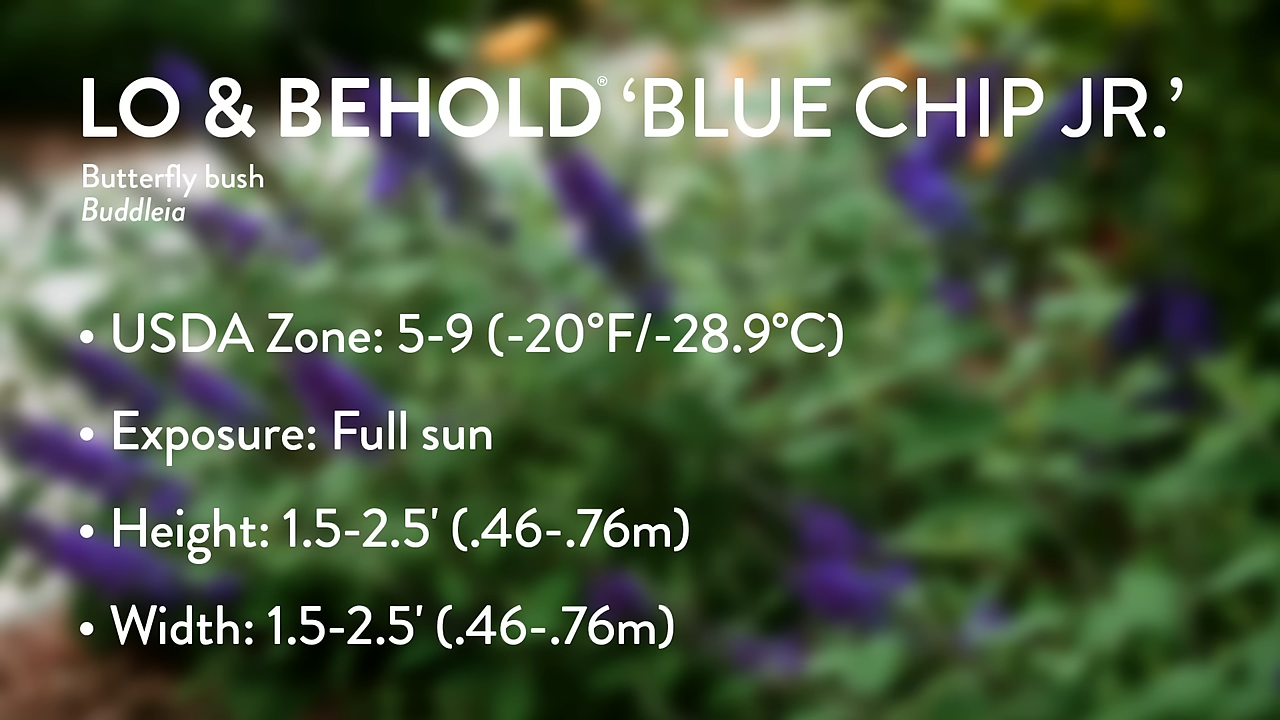 LO & BEHOLD® ‘BLUE CHIP JR.’
Butterfly bush
Buddleia
• USDA Zone: 5-9 (-20°F/-28.9°C)
• Exposure: Full sun
• Height: 1.5-2.5' (.46-.76m)
• Width: 1.5-2.5' (.46-.76m)